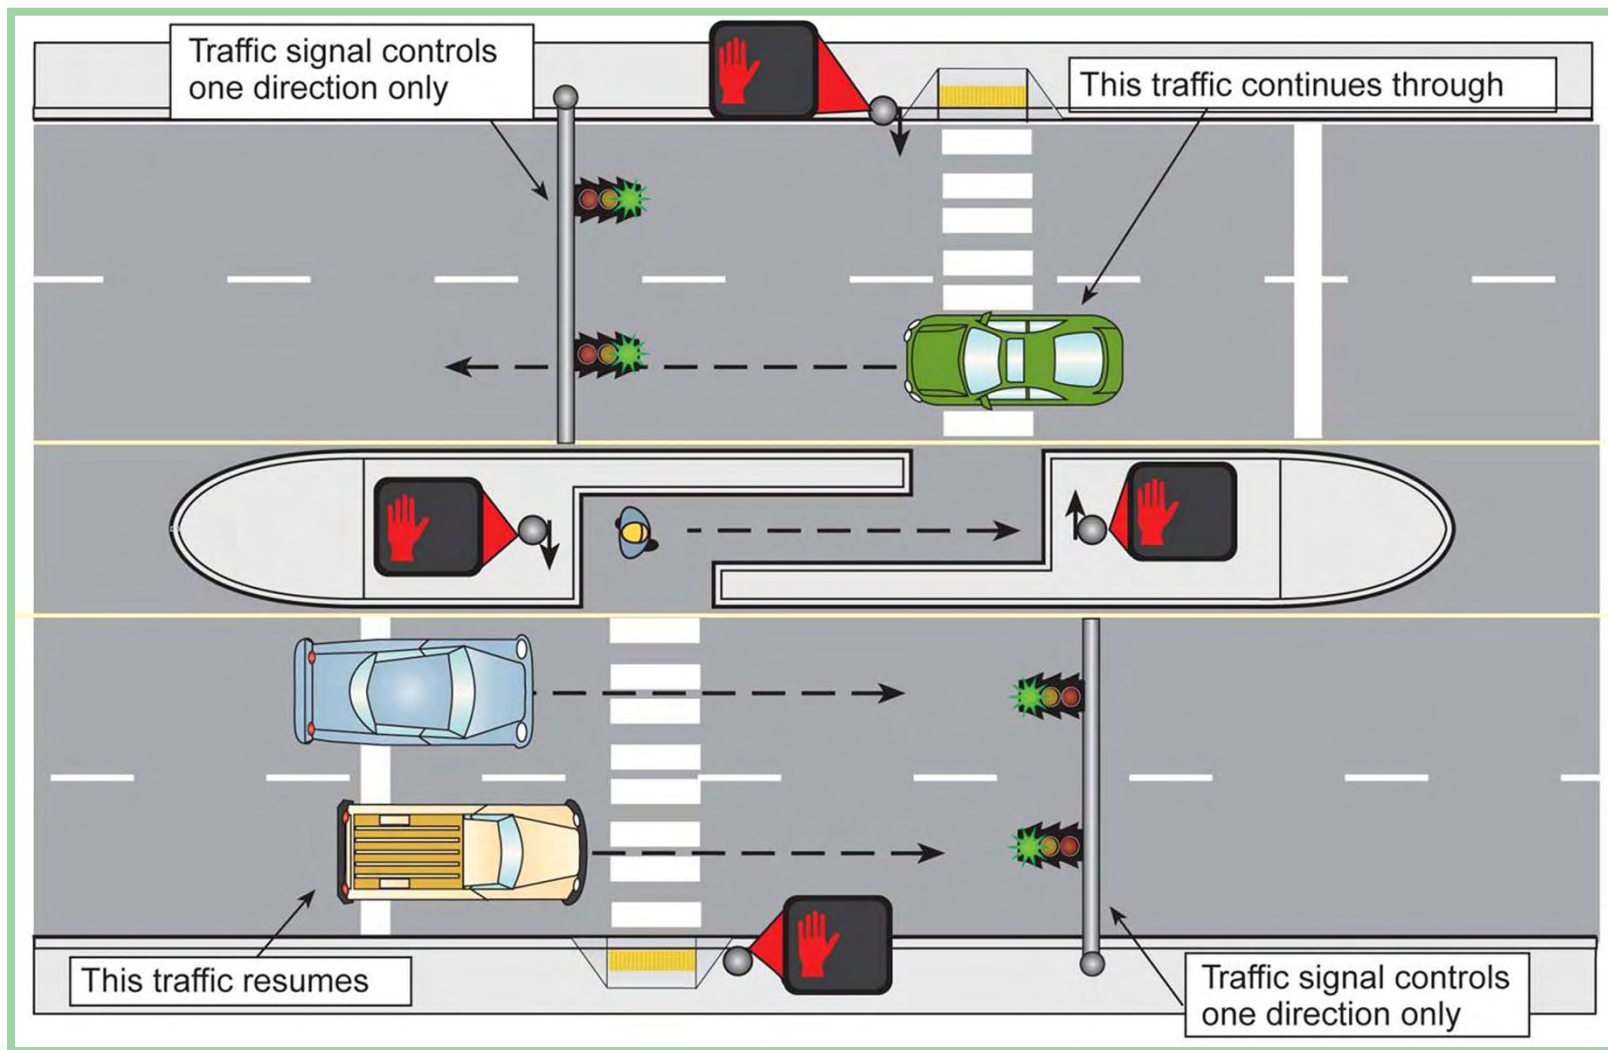 Traffic signal controls
one direction only
This traffic continues through
This traffic resumes
Traffic signal controls
one direction only